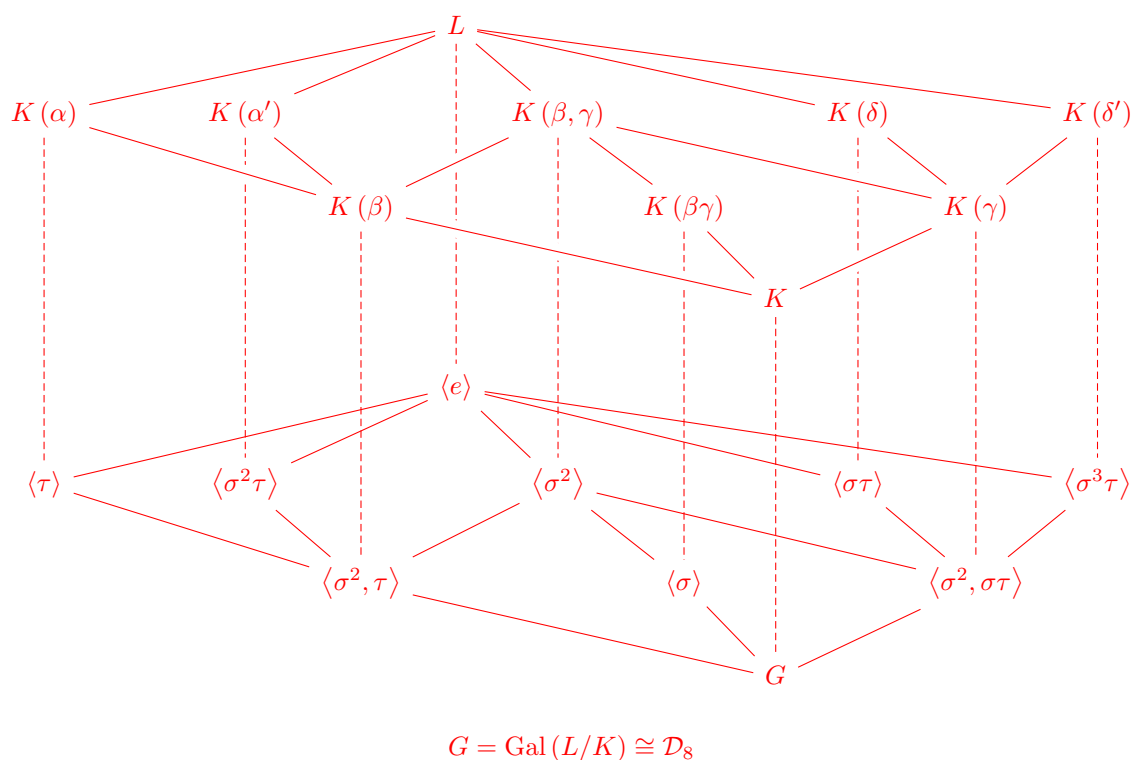 L
K (α) K (α′) K (β, γ) K (δ) K (δ′)
K (β) K (βγ) K (γ)
K
⟨e⟩
⟨τ⟩ ⟨σ²τ⟩ ⟨σ²⟩ ⟨στ⟩ ⟨σ³τ⟩
⟨σ², τ⟩ ⟨σ⟩ ⟨σ², στ⟩
G
G = Gal (L/K) ≅ 𝒟₈